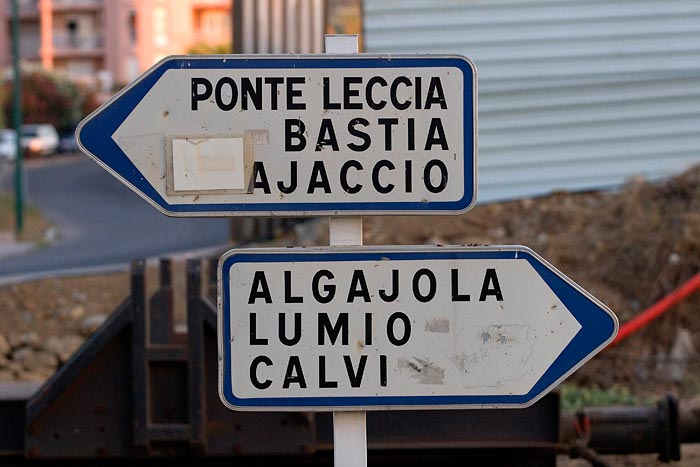 PONTE LECCIA
BASTIA
AJACCIO
ALGAJOLA
LUMIO
CALVI